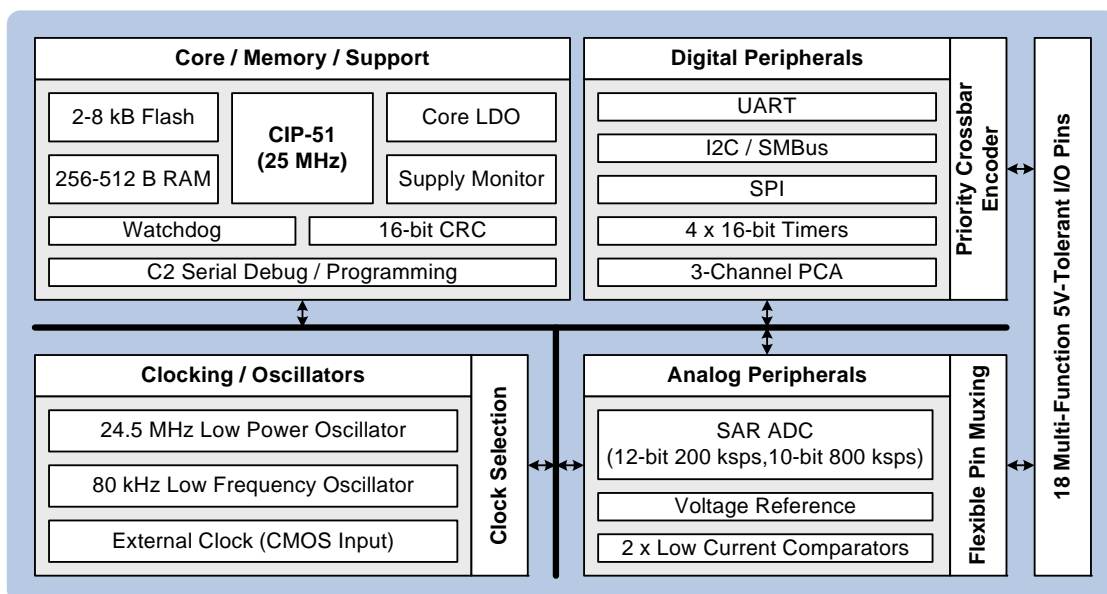 Core / Memory / Support
2-8 kB Flash
CIP-51
(25 MHz)
Core LDO
256-512 B RAM
Supply Monitor
Watchdog
16-bit CRC
C2 Serial Debug / Programming
Digital Peripherals
UART
I2C / SMBus
SPI
4 x 16-bit Timers
3-Channel PCA
Priority Crossbar
Encoder
18 Multi-Function 5V-Tolerant I/O Pins
Clocking / Oscillators
24.5 MHz Low Power Oscillator
80 kHz Low Frequency Oscillator
External Clock (CMOS Input)
Clock Selection
Analog Peripherals
SAR ADC
(12-bit 200 ksps,10-bit 800 ksps)
Voltage Reference
2 x Low Current Comparators
Flexible Pin Muxing